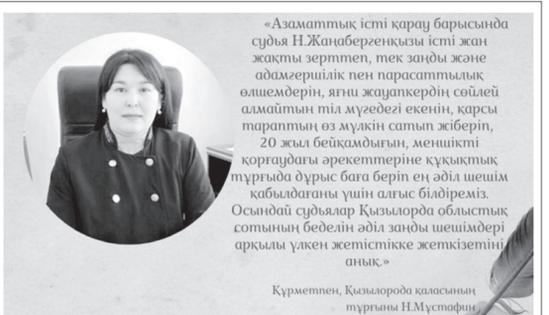 «Азаматтық істі қарау барысында
судья Н.Жаңабергенқызы істі жан
жақты зерттеп, тек заңды және
адамгершілік пен парасаттылық
өлшемдерін, яғни жауапкердің сөйлей
алмайтын тіл мүгедегі екенін, қарсы
тараптың өз мүлкін сатып жіберіп,
20 жыл бейқамдығын, меншікті
қорғаудағы әрекеттеріне құқықтық
тұрғыда дұрыс баға беріп ең әділ шешім
қабылдағаны үшін алғыс білдіреміз.
Осындай судьялар Қызылорда облыстық
сотының беделін әділ заңды шешімдері
арқылы үлкен жетістікке жеткізетіні
анық.»
Құрметпен, Қызылорода қаласының
тұрғыны Н.Мұстафин